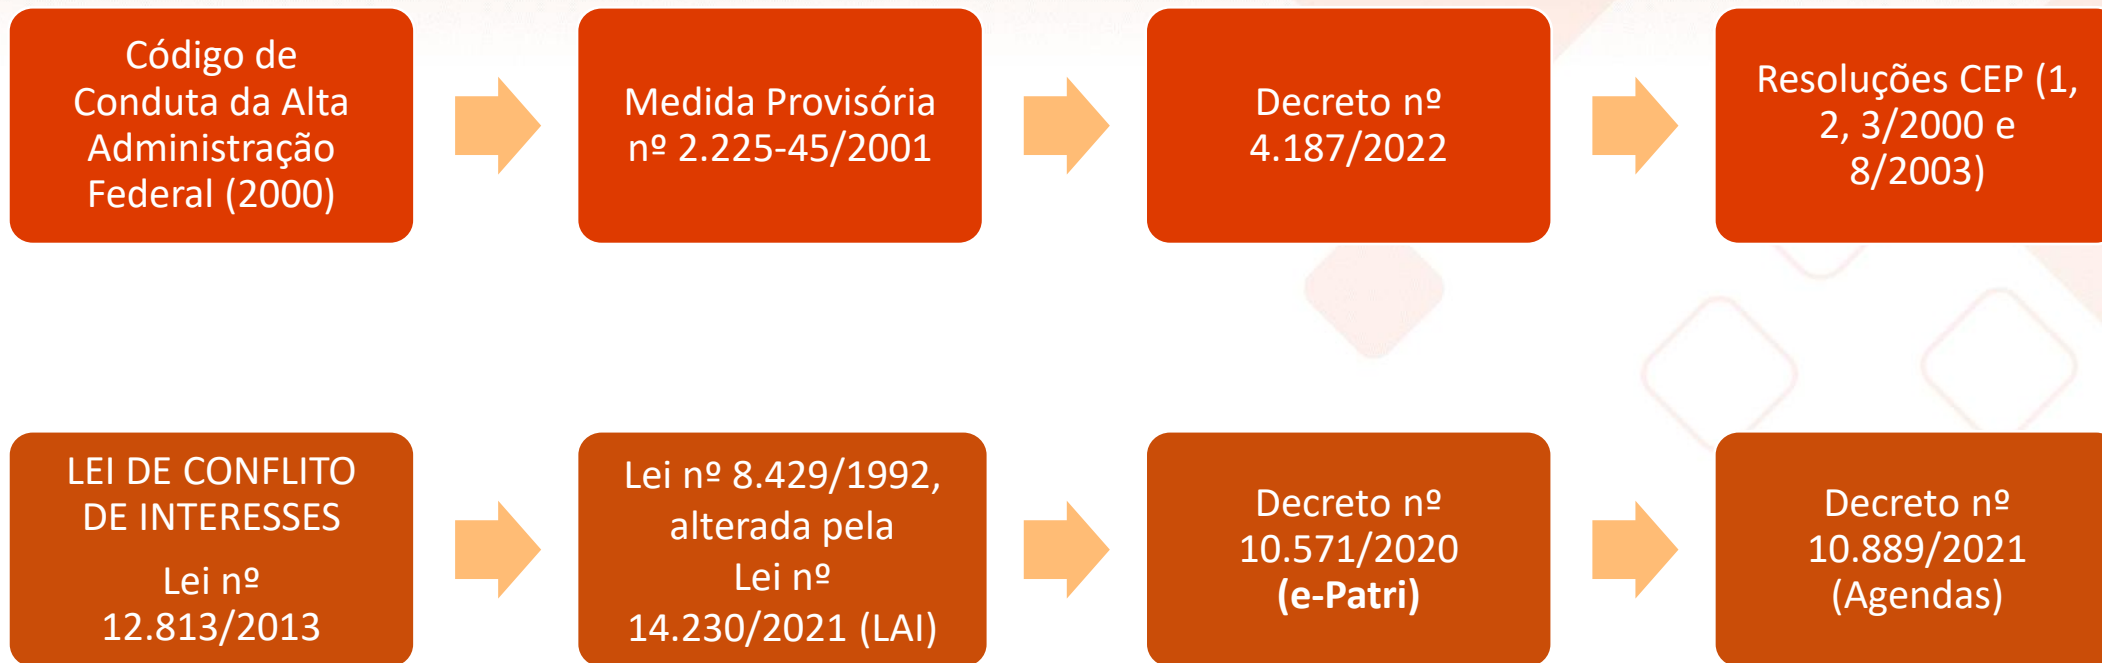 Código de
Conduta da Alta
Administração
Federal (2000)
Medida Provisória
nº 2.225-45/2001
Decreto nº
4.187/2022
Resoluções CEP (1,
2, 3/2000 e
8/2003)
LEI DE CONFLITO
DE INTERESSES
Lei nº
12.813/2013
Lei nº 8.429/1992,
alterada pela
Lei nº
14.230/2021 (LAI)
Decreto nº
10.571/2020
(e-Patri)
Decreto nº
10.889/2021
(Agendas)